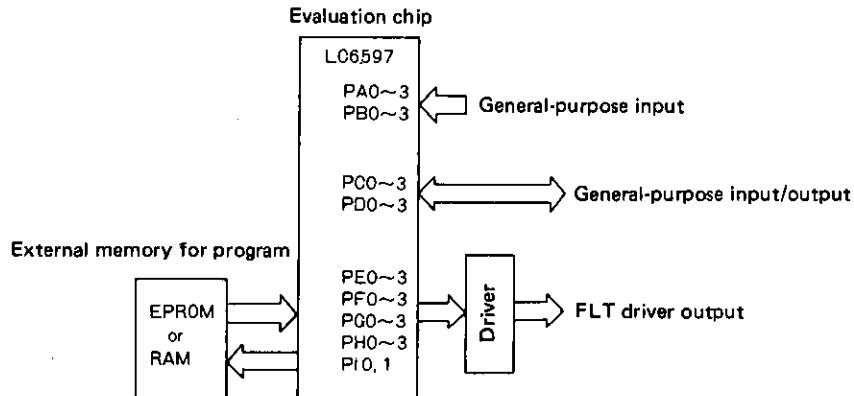 Evaluation chip
LC6597
PA0~3
PB0~3
General-purpose input
PC0~3
PD0~3
General-purpose input/output
External memory for program
EPROM
or
RAM
PE0~3
PF0~3
PG0~3
PH0~3
PI0, 1
Driver
FLT driver output